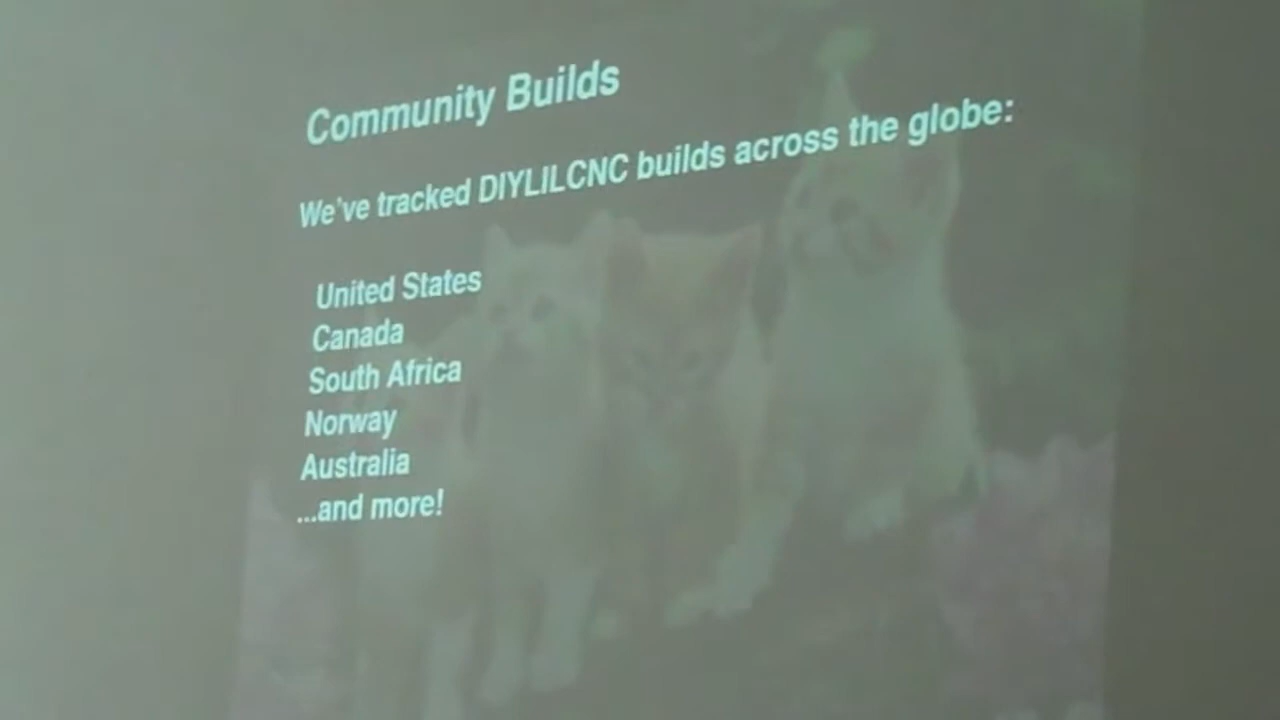 Community Builds
We've tracked DIYLILCNC builds across the globe:
United States
Canada
South Africa
Norway
Australia
...and more!